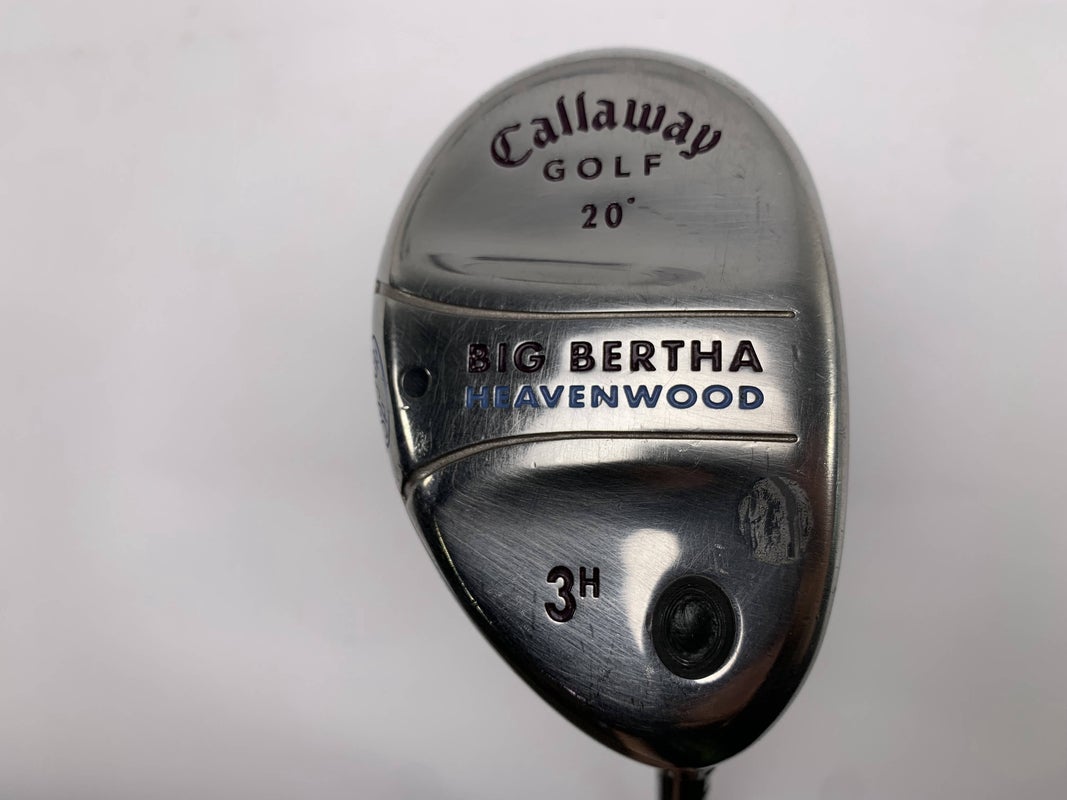 Callaway
GOLF
20°
BIG BERTHA
HEAVENWOOD
3H